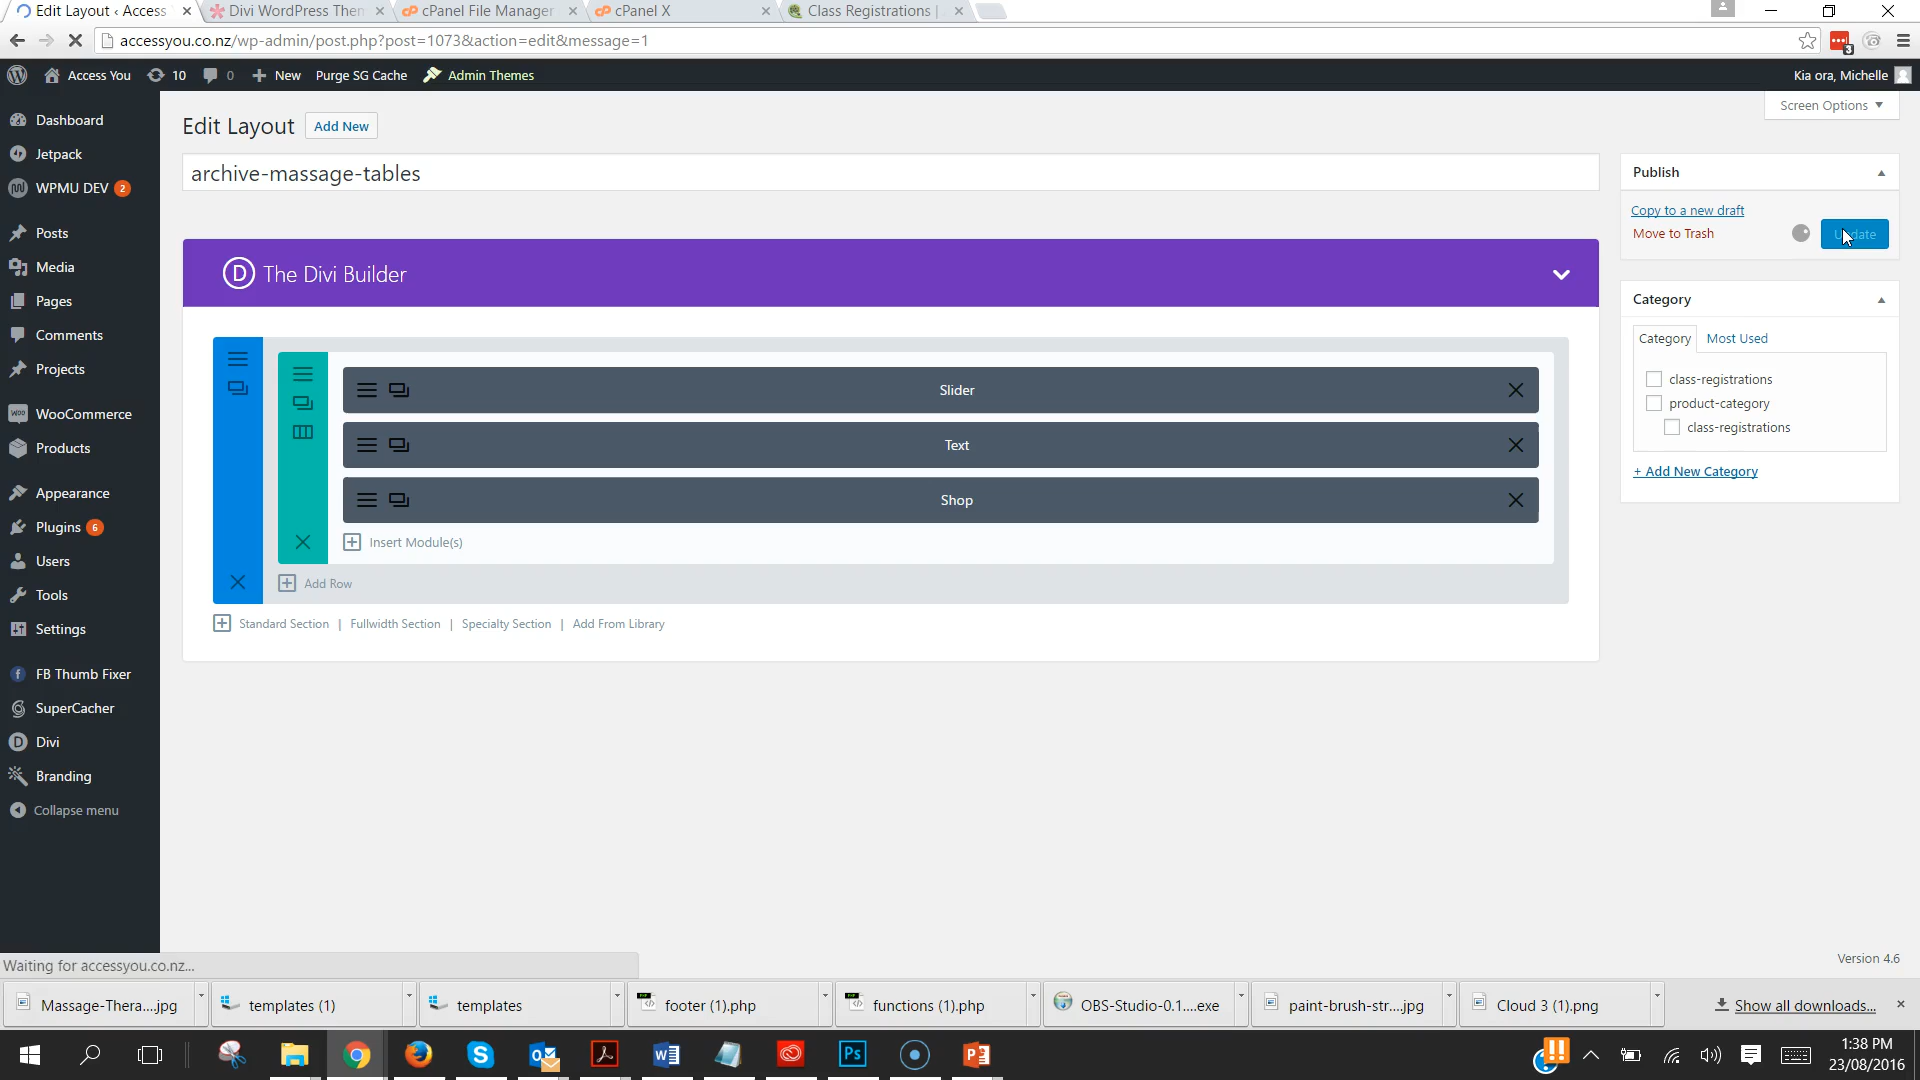 Edit Layout ‹ Access
Divi WordPress Them
cPanel File Manager
cPanel X
Class Registrations |
accessyou.co.nz/wp-admin/post.php?post=1073&action=edit&message=1
3
Access You
10
0
New
Purge SG Cache
Admin Themes
Kia ora, Michelle
Screen Options
Dashboard
Jetpack
WPMU DEV 2
Posts
Media
Pages
Comments
Projects
WooCommerce
Products
Appearance
Plugins 6
Users
Tools
Settings
FB Thumb Fixer
SuperCacher
Divi
Branding
Collapse menu
Edit Layout
Add New
archive-massage-tables
D The Divi Builder
Slider
Text
Shop
Insert Module(s)
Add Row
Standard Section | Fullwidth Section | Specialty Section | Add From Library
Publish
Copy to a new draft
Move to Trash
Update
Category
Category
Most Used
class-registrations
product-category
class-registrations
+ Add New Category
Version 4.6
Waiting for accessyou.co.nz...
Massage-Thera....jpg
templates (1)
templates
footer (1).php
functions (1).php
OBS-Studio-0.1....exe
paint-brush-str....jpg
Cloud 3 (1).png
Show all downloads...
1:38 PM
23/08/2016